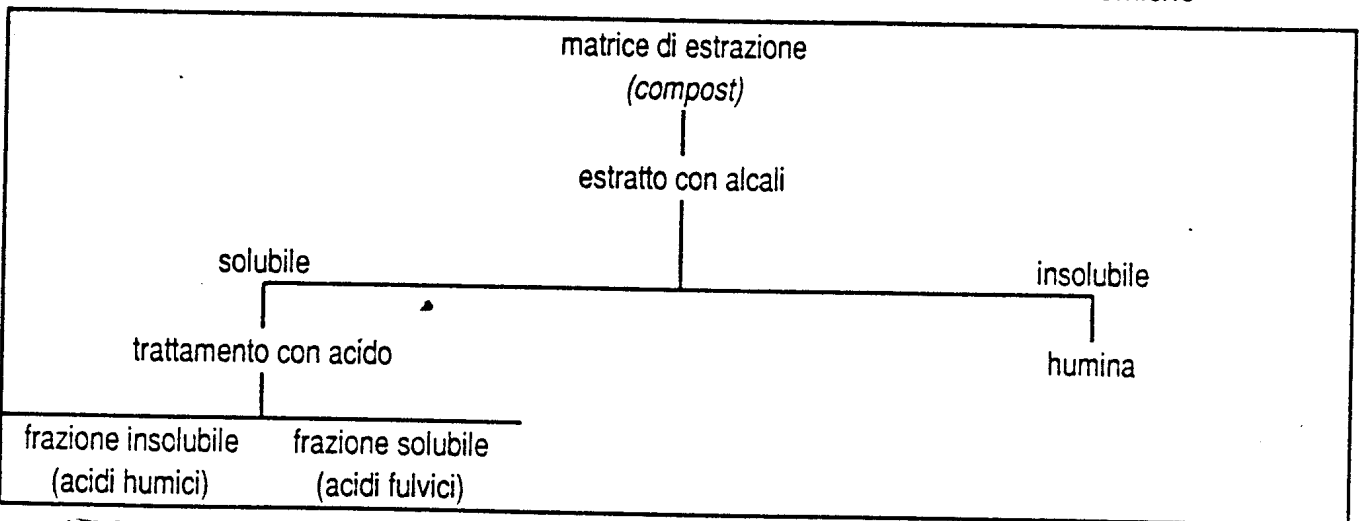 matrice di estrazione
(compost)
estratto con alcali
solubile
insolubile
trattamento con acido
humina
frazione insolubile
(acidi humici)
frazione solubile
(acidi fulvici)